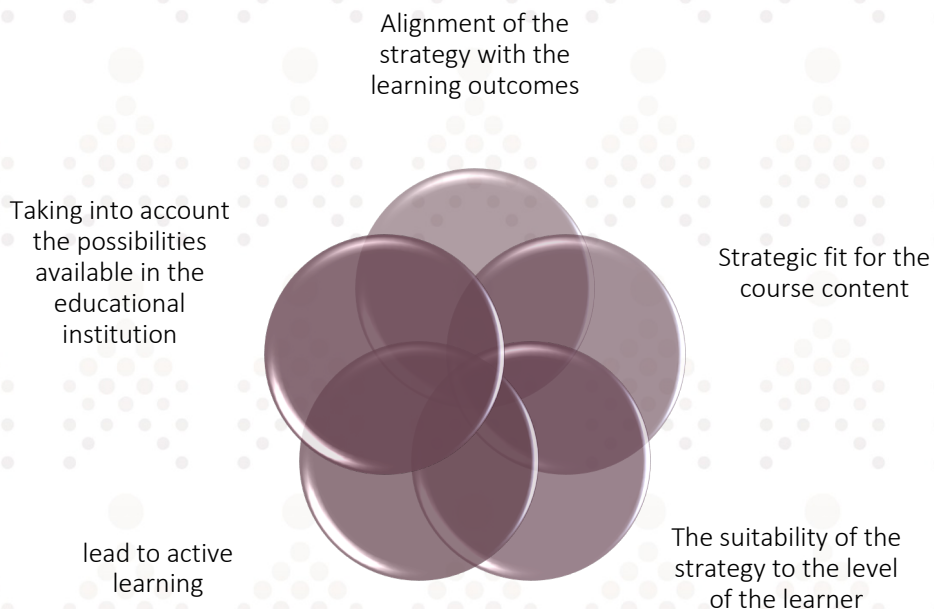 Alignment of the
strategy with the
learning outcomes
Strategic fit for the
course content
The suitability of the
strategy to the level
of the learner
lead to active
learning
Taking into account
the possibilities
available in the
educational
institution